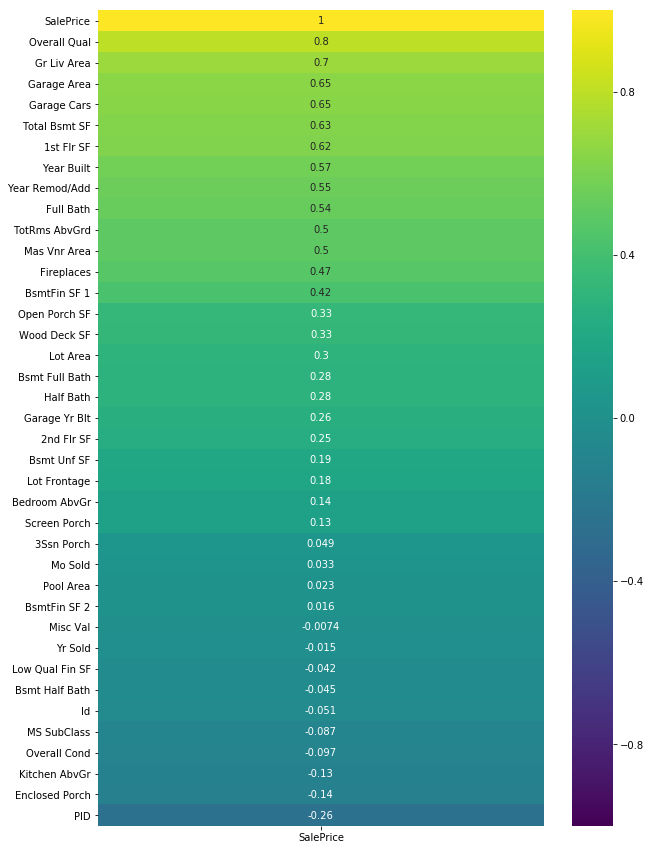 SalePrice 1
Overall Qual 0.8
Gr Liv Area 0.7
Garage Area 0.65
Garage Cars 0.65
Total Bsmt SF 0.63
1st Flr SF 0.62
Year Built 0.57
Year Remod/Add 0.55
Full Bath 0.54
TotRms AbvGrd 0.5
Mas Vnr Area 0.5
Fireplaces 0.47
BsmtFin SF 1 0.42
Open Porch SF 0.33
Wood Deck SF 0.33
Lot Area 0.3
Bsmt Full Bath 0.28
Half Bath 0.28
Garage Yr Blt 0.26
2nd Flr SF 0.25
Bsmt Unf SF 0.19
Lot Frontage 0.18
Bedroom AbvGr 0.14
Screen Porch 0.13
3Ssn Porch 0.049
Mo Sold 0.033
Pool Area 0.023
BsmtFin SF 2 0.016
Misc Val -0.0074
Yr Sold -0.015
Low Qual Fin SF -0.042
Bsmt Half Bath -0.045
Id -0.051
MS SubClass -0.087
Overall Cond -0.097
Kitchen AbvGr -0.13
Enclosed Porch -0.14
PID -0.26
SalePrice
0.8
0.4
0.0
−0.4
−0.8